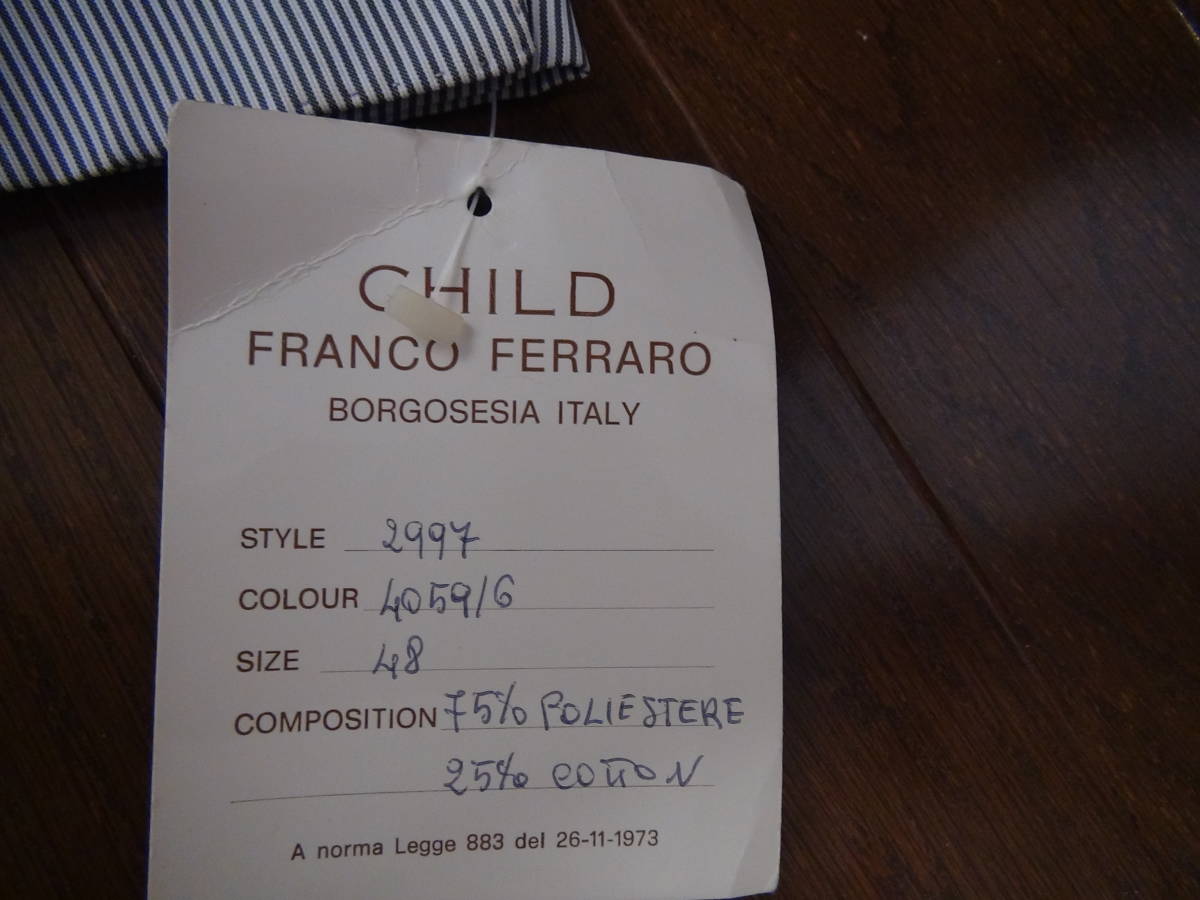 CHILD
FRANCO FERRARO
BORGOSESIA ITALY
STYLE 2997
COLOUR 4059/6
SIZE 48
COMPOSITION 75% POLIESTERE
25% COTTON
A norma Legge 883 del 26-11-1973